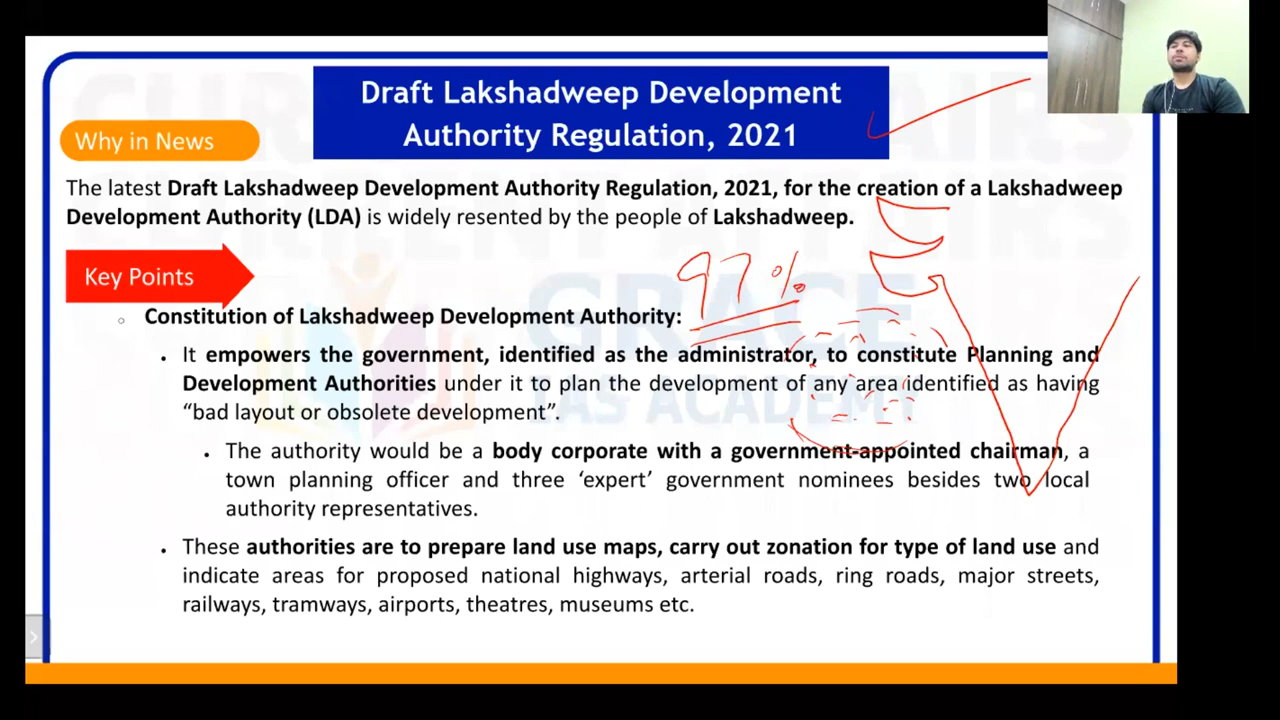 Draft Lakshadweep Development
Authority Regulation, 2021
Why in News
The latest Draft Lakshadweep Development Authority Regulation, 2021, for the creation of a Lakshadweep
Development Authority (LDA) is widely resented by the people of Lakshadweep.
Key Points
97%
Constitution of Lakshadweep Development Authority:
It empowers the government, identified as the administrator, to constitute Planning and
Development Authorities under it to plan the development of any area identified as having
“bad layout or obsolete development”.
The authority would be a body corporate with a government-appointed chairman, a
town planning officer and three ‘expert’ government nominees besides two local
authority representatives.
These authorities are to prepare land use maps, carry out zonation for type of land use and
indicate areas for proposed national highways, arterial roads, ring roads, major streets,
railways, tramways, airports, theatres, museums etc.
GRACE
IAS ACADEMY